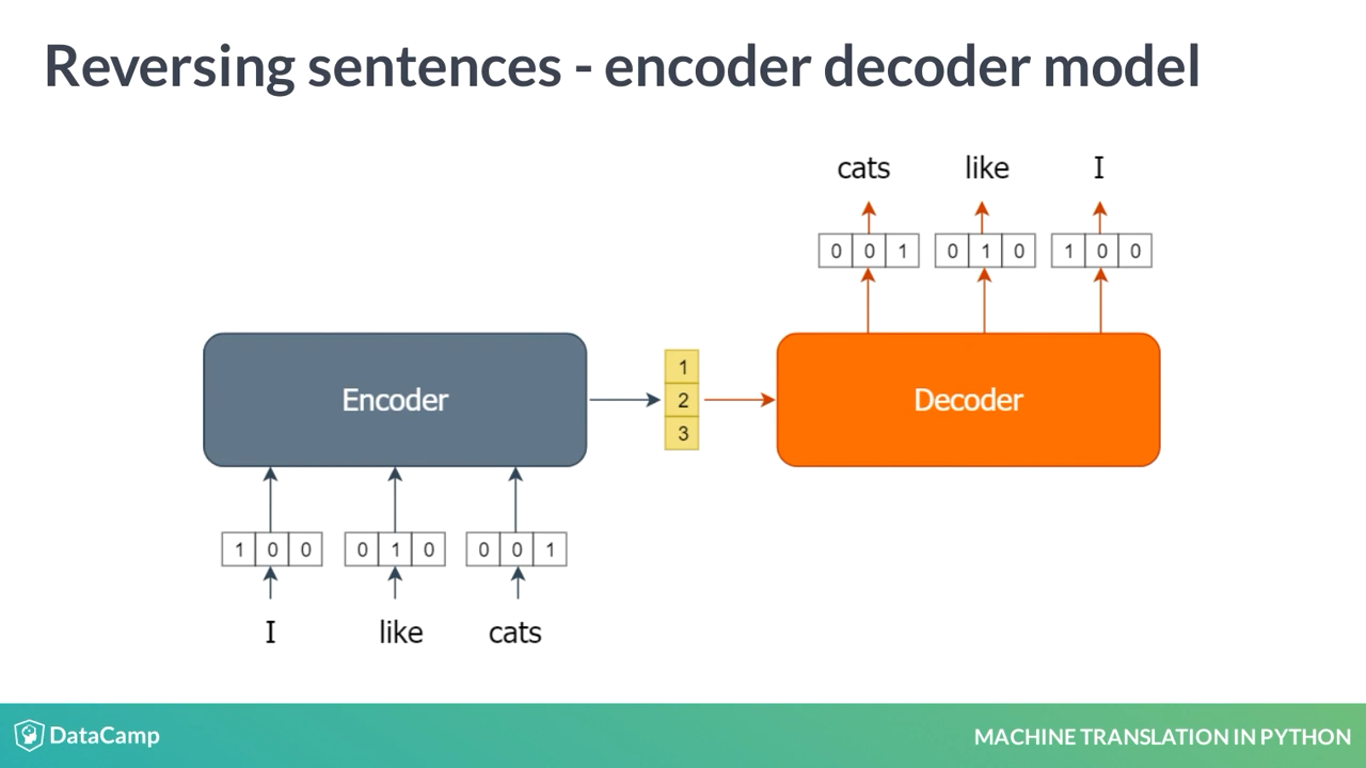 Reversing sentences - encoder decoder model
cats like I
0 0 1 0 1 0 1 0 0
Encoder
1
2
3
Decoder
1 0 0 0 1 0 0 0 1
I like cats
DataCamp
MACHINE TRANSLATION IN PYTHON